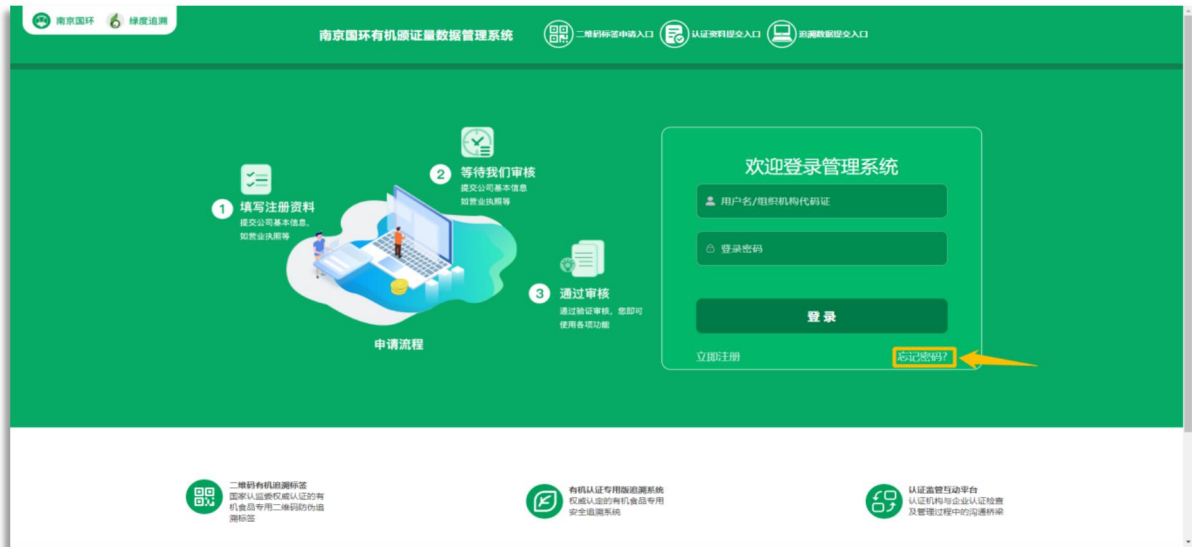 南京国环 绿度追溯
南京国环有机颁证量数据管理系统
二维码标签申请入口
认证资料提交入口
追溯数据提交入口
1 填写注册资料
提交公司基本信息,
如营业执照等
2 等待我们审核
提交公司基本信息
如营业执照等
3 通过审核
通过验证审核,您即可
使用各项功能
申请流程
欢迎登录管理系统
用户名/组织机构代码证
登录密码
登录
立即注册
忘记密码?
二维码有机追溯标签
国家认监委权威认证的有
机食品专用二维码防伪追
溯标签
有机认证专用版追溯系统
权威认定的有机食品专用
安全追溯系统
认证监管互动平台
认证机构与企业认证检查
及管理过程中的沟通桥梁